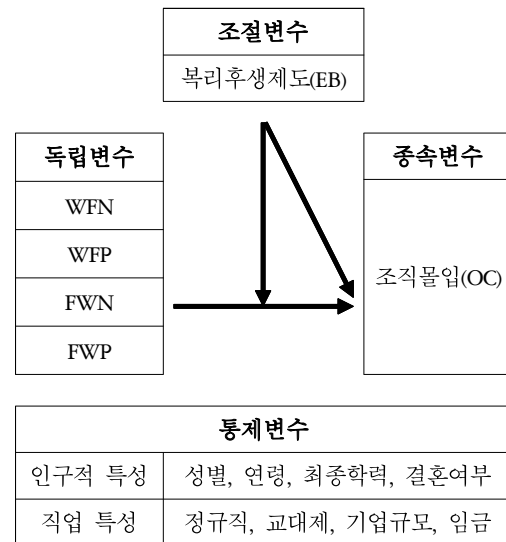 조절변수
복리후생제도(EB)
독립변수
WFN
WFP
FWN
FWP
종속변수
조직몰입(OC)
통제변수
인구적 특성 성별, 연령, 최종학력, 결혼여부
직업 특성 정규직, 교대제, 기업규모, 임금